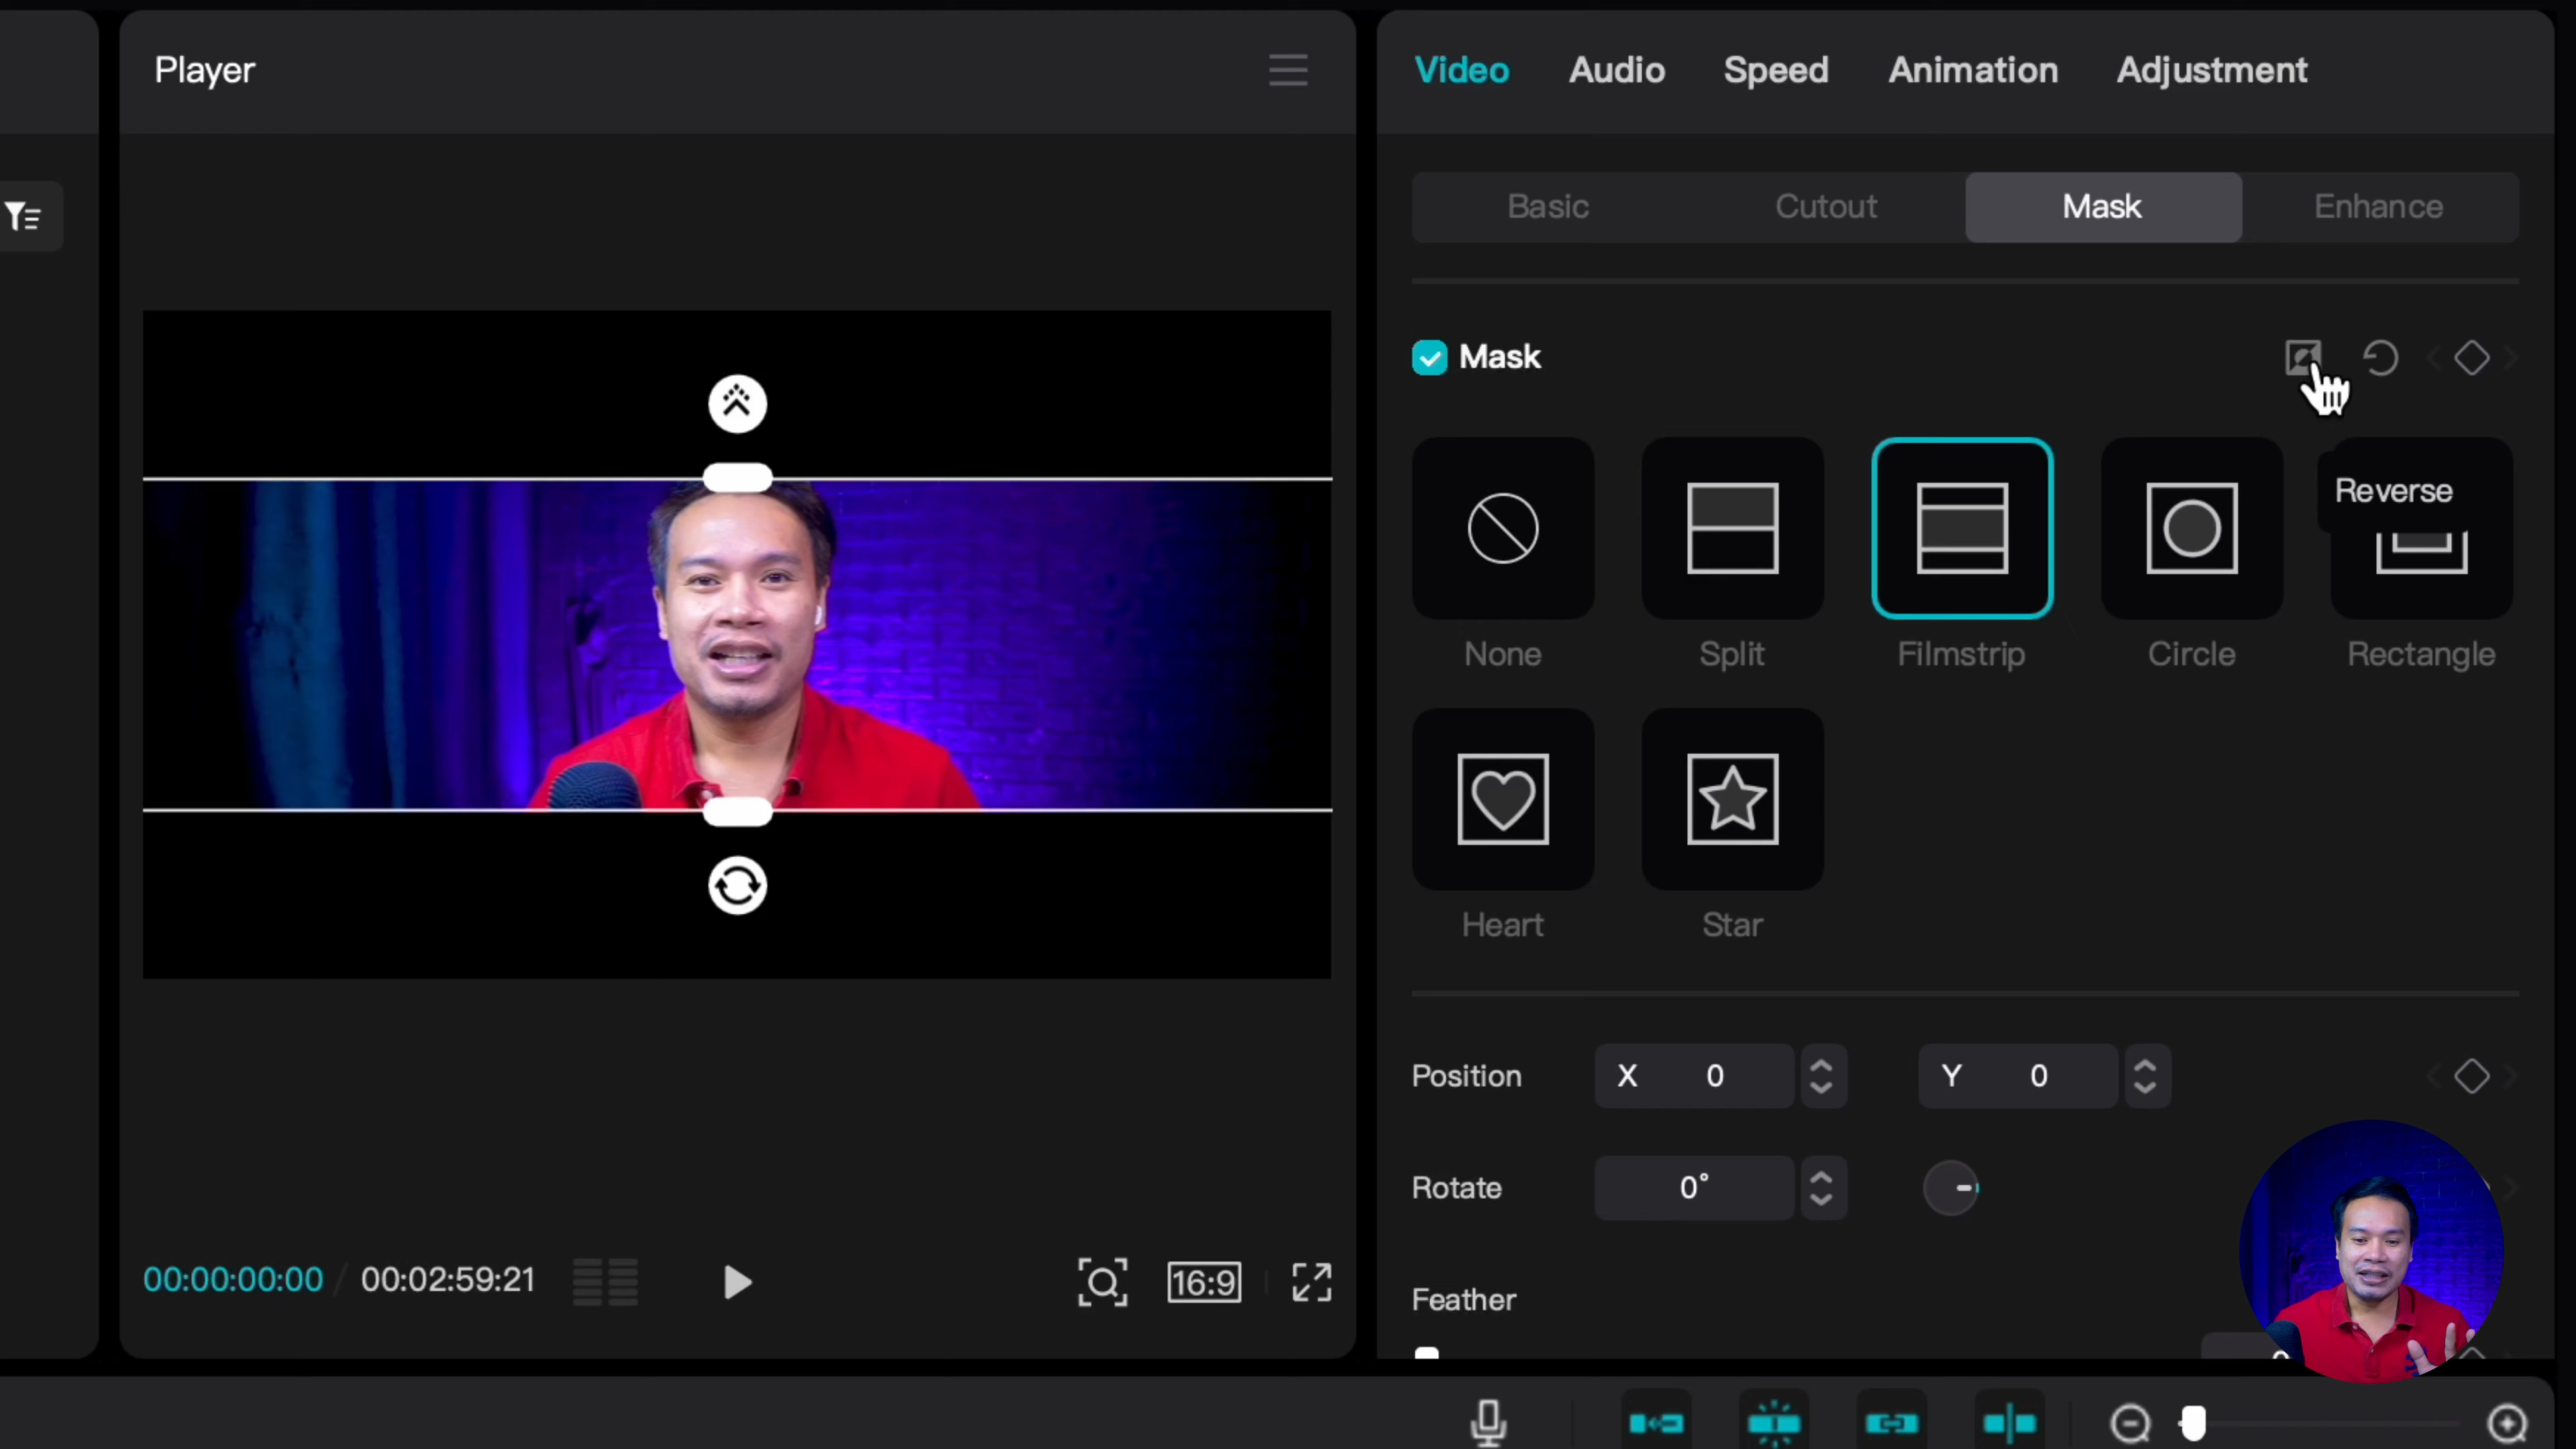 Player
Video Audio Speed Animation Adjustment
Basic Cutout Mask Enhance
Mask
Reverse
None Split Filmstrip Circle Rectangle
Heart Star
Position X 0 Y 0
Rotate 0°
Feather
00:00:00:00 / 00:02:59:21
16:9